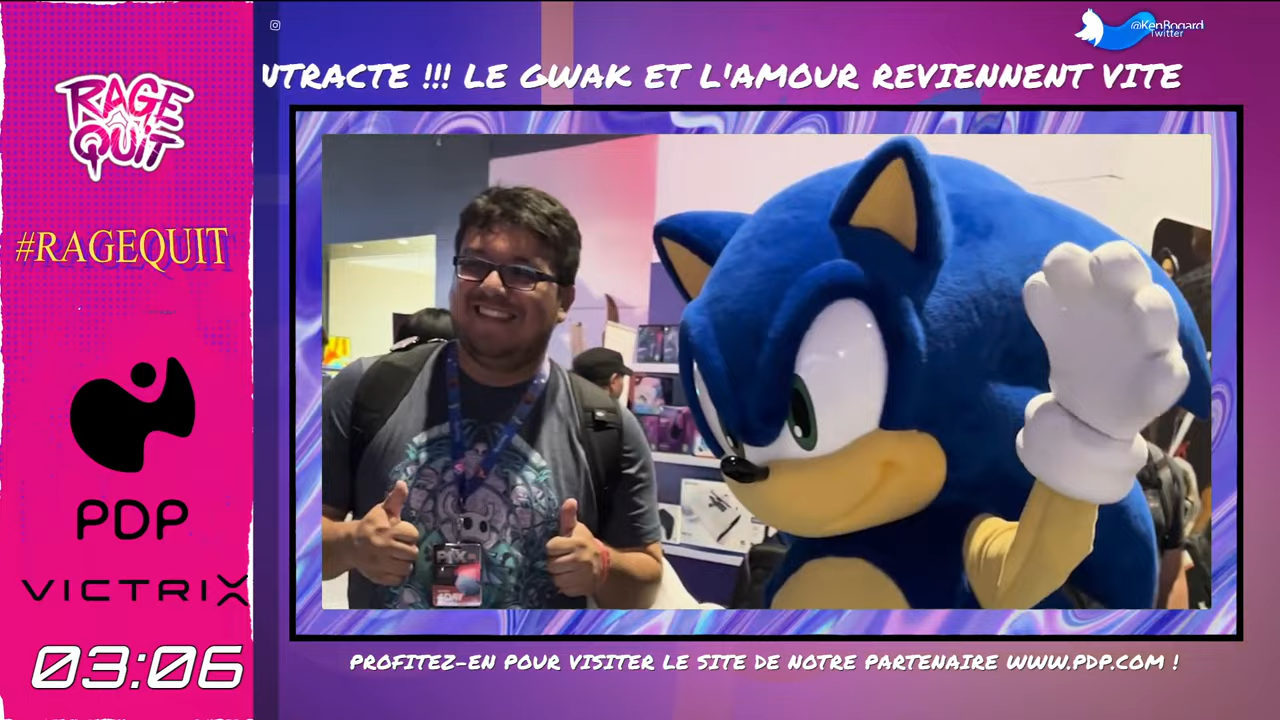 @KenBogard
Twitter
UTRACTE !!! LE GWAK ET L'AMOUR REVIENNENT VITE
RAGE
QUIT
#RAGEQUIT
PDP
VICTRIX
03:06
PROFITEZ-EN POUR VISITER LE SITE DE NOTRE PARTENAIRE WWW.PDP.COM !